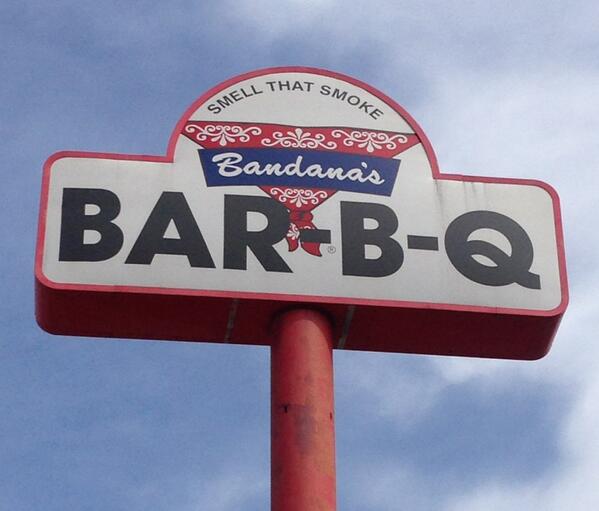 SMELL THAT SMOKE
Bandana's
BAR-B-Q
®